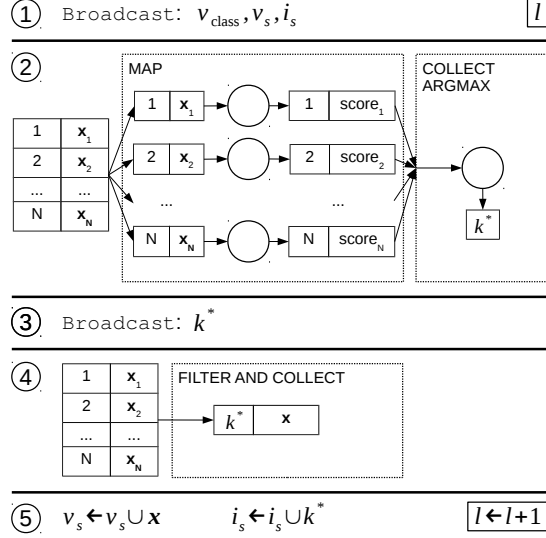 ① Broadcast: v_class, v_s, i_s l
②
MAP COLLECT
ARGMAX
1 x_1 1 x_1 1 score_1
2 x_2 2 x_2 2 score_2
... ... ... ...
N x_N N x_N N score_N
k*
③ Broadcast: k*
④
1 x_1 FILTER AND COLLECT
2 x_2 k* x
... ...
N x_N
⑤ v_s ← v_s ∪ x i_s ← i_s ∪ k* l ← l+1